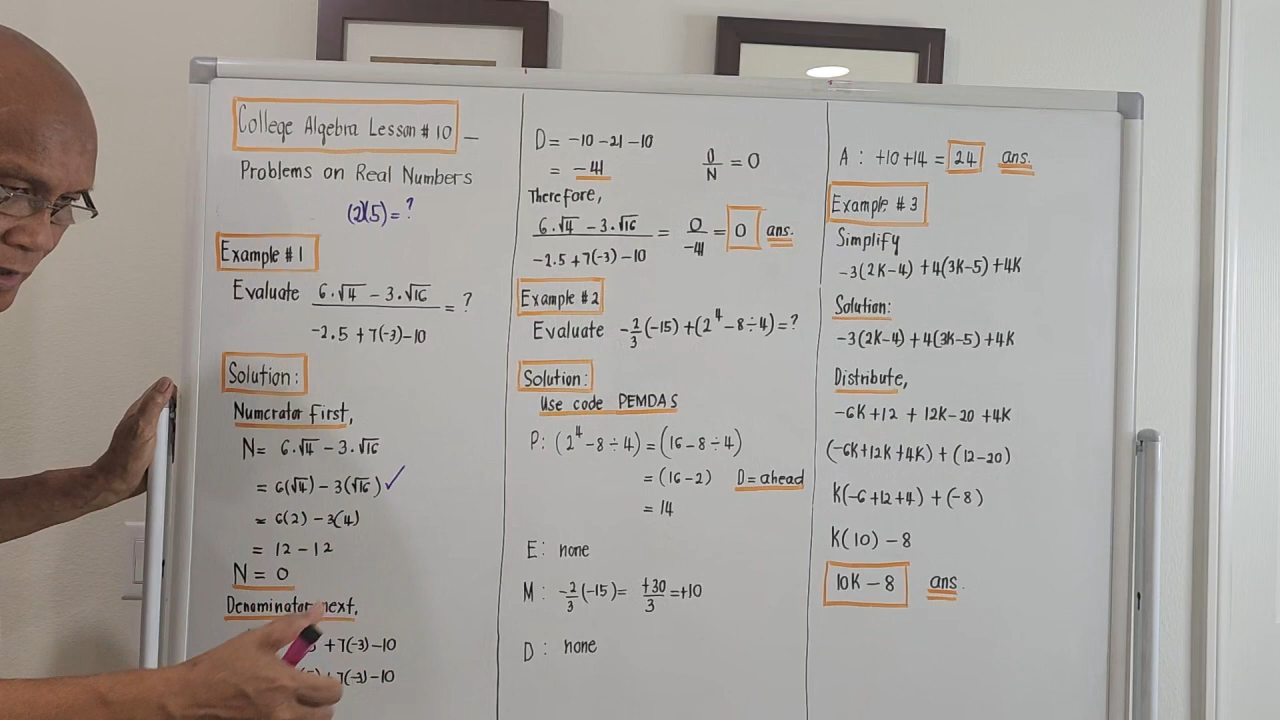 College Algebra Lesson # 10 —
Problems on Real Numbers
(2)(5) = ?
Example # 1
Evaluate 6·√4 − 3·√16 = ?
-2·5 + 7(-3) -10
Solution:
Numerator First,
N = 6·√4 − 3·√16
= 6(√4) − 3(√16) ✓
= 6(2) − 3(4)
= 12 − 12
N = 0
Denominator next,
+7(-3) −10
+7(-3) −10
D = −10 −21 −10
= −41
0/N = 0
Therefore,
6·√4 − 3·√16 = 0 = 0 ans.
-2·5 + 7(-3) −10 -41
Example # 2
Evaluate -2/3(-15) + (2⁴ − 8 ÷ 4) = ?
Solution:
Use code PEMDAS
P: (2⁴ − 8 ÷ 4) = (16 − 8 ÷ 4)
= (16 − 2) D = ahead
= 14
E: none
M: -2/3(-15) = +30/3 = +10
D: none
A: +10 +14 = 24 ans.
Example # 3
Simplify
-3(2K−4) + 4(3K−5) + 4K
Solution:
-3(2K−4) + 4(3K−5) + 4K
Distribute,
-6K + 12 + 12K − 20 + 4K
(-6K + 12K + 4K) + (12 − 20)
K(-6 + 12 + 4) + (-8)
K(10) − 8
10K − 8 ans.